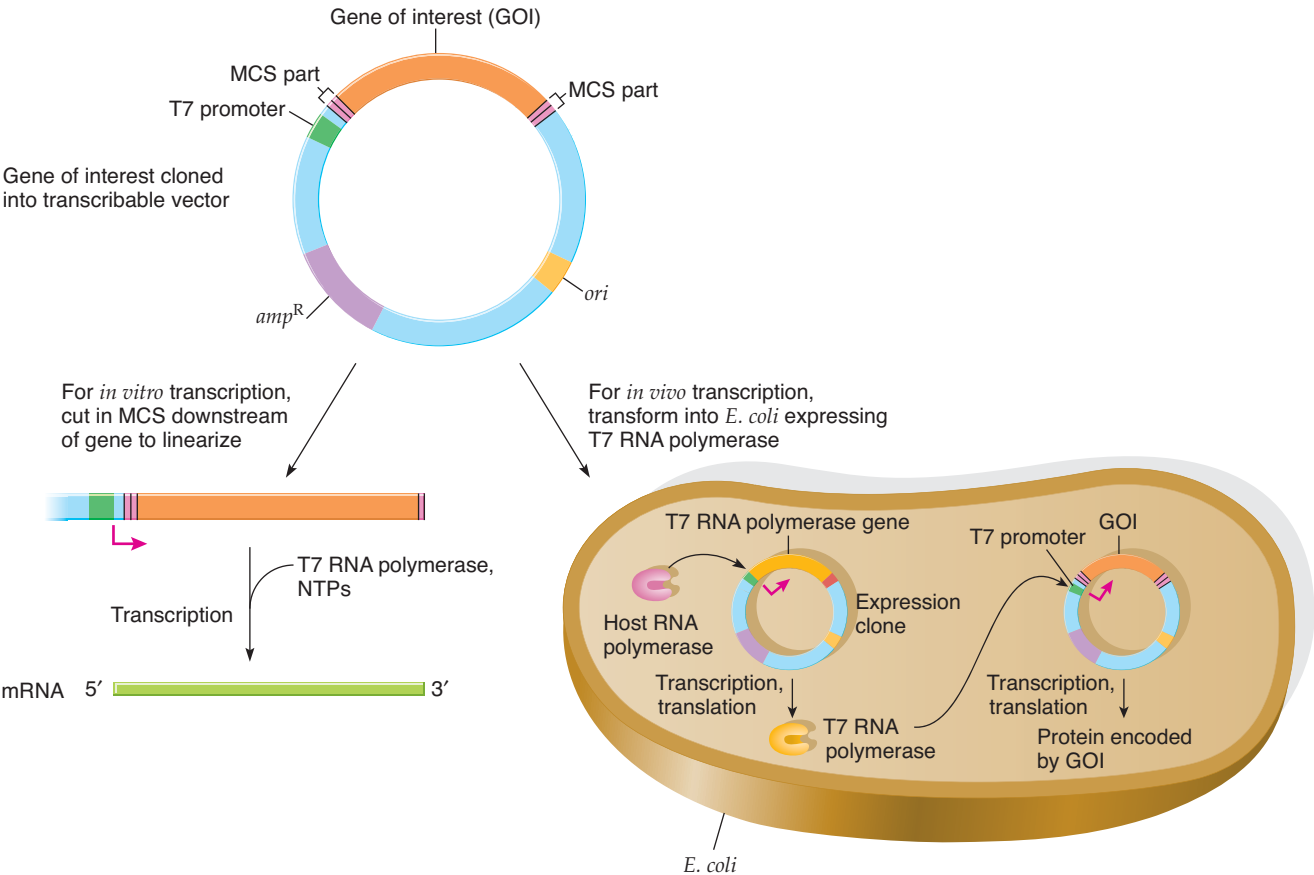 Gene of interest (GOI)
MCS part
MCS part
T7 promoter
Gene of interest cloned
into transcribable vector
ori
ampR
For in vitro transcription,
cut in MCS downstream
of gene to linearize
For in vivo transcription,
transform into E. coli expressing
T7 RNA polymerase
T7 RNA polymerase,
NTPs
Transcription
mRNA 5′ 3′
T7 RNA polymerase gene
Host RNA
polymerase
Expression
clone
Transcription,
translation
T7 RNA
polymerase
T7 promoter
GOI
Transcription,
translation
Protein encoded
by GOI
E. coli